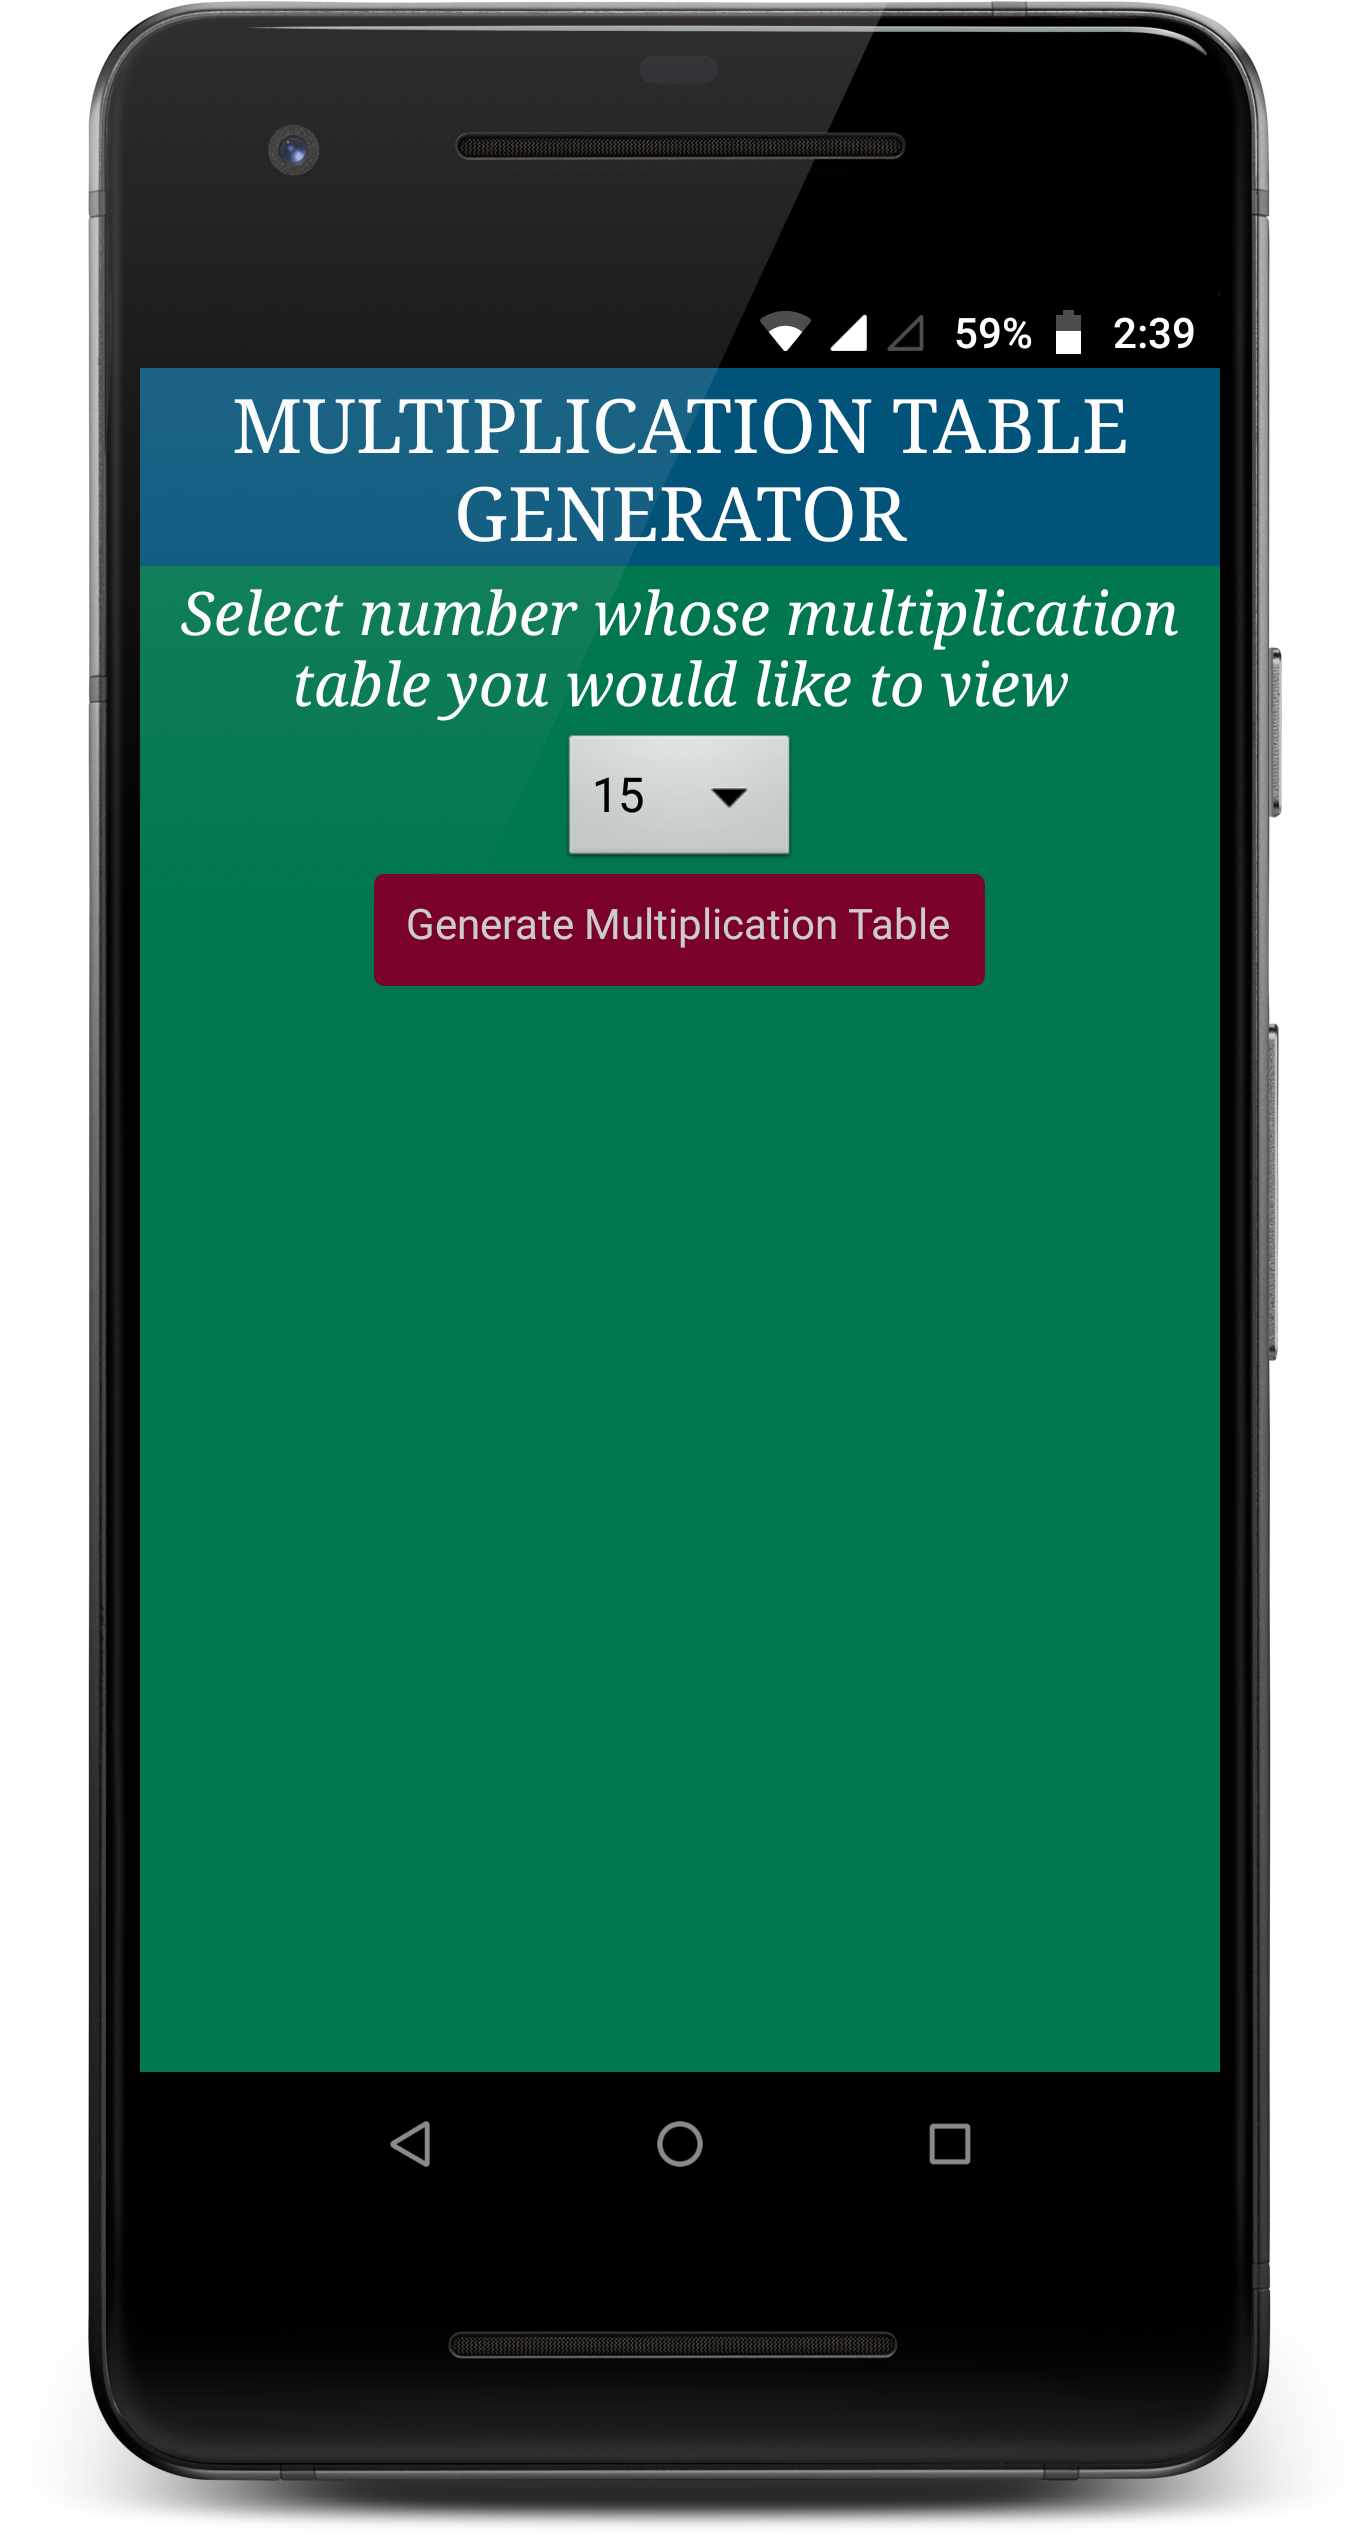 59% 2:39
MULTIPLICATION TABLE
GENERATOR
Select number whose multiplication
table you would like to view
15
Generate Multiplication Table